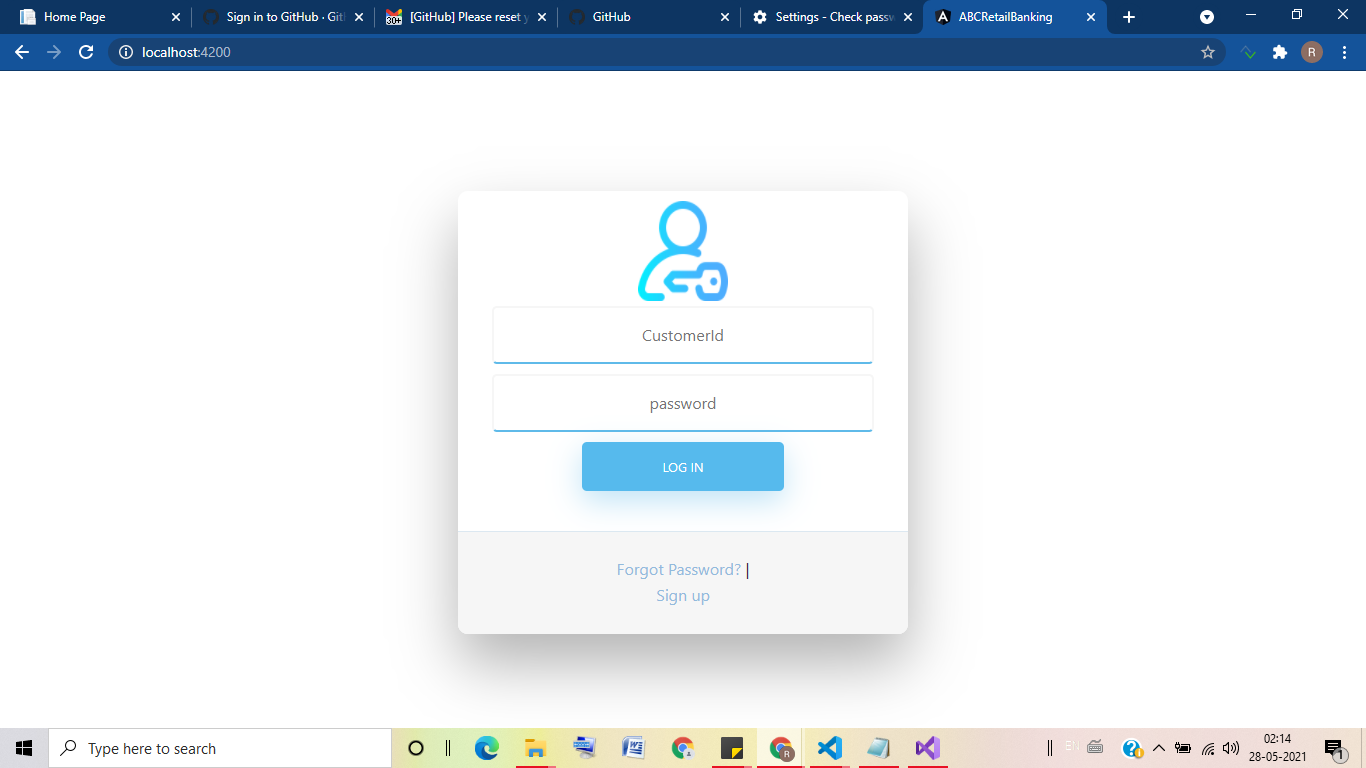 Home Page
Sign in to GitHub · Git
[GitHub] Please reset y
GitHub
Settings - Check passw
ABCRetailBanking
30+
localhost:4200
R
CustomerId
password
LOG IN
Forgot Password? |
Sign up
Type here to search
R
02:14
28-05-2021
1